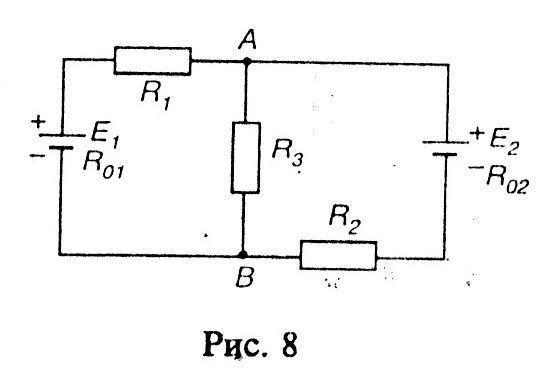 A
R₁
+ E₁
− R₀₁
R₃
+ E₂
− R₀₂
R₂
B
Рис. 8